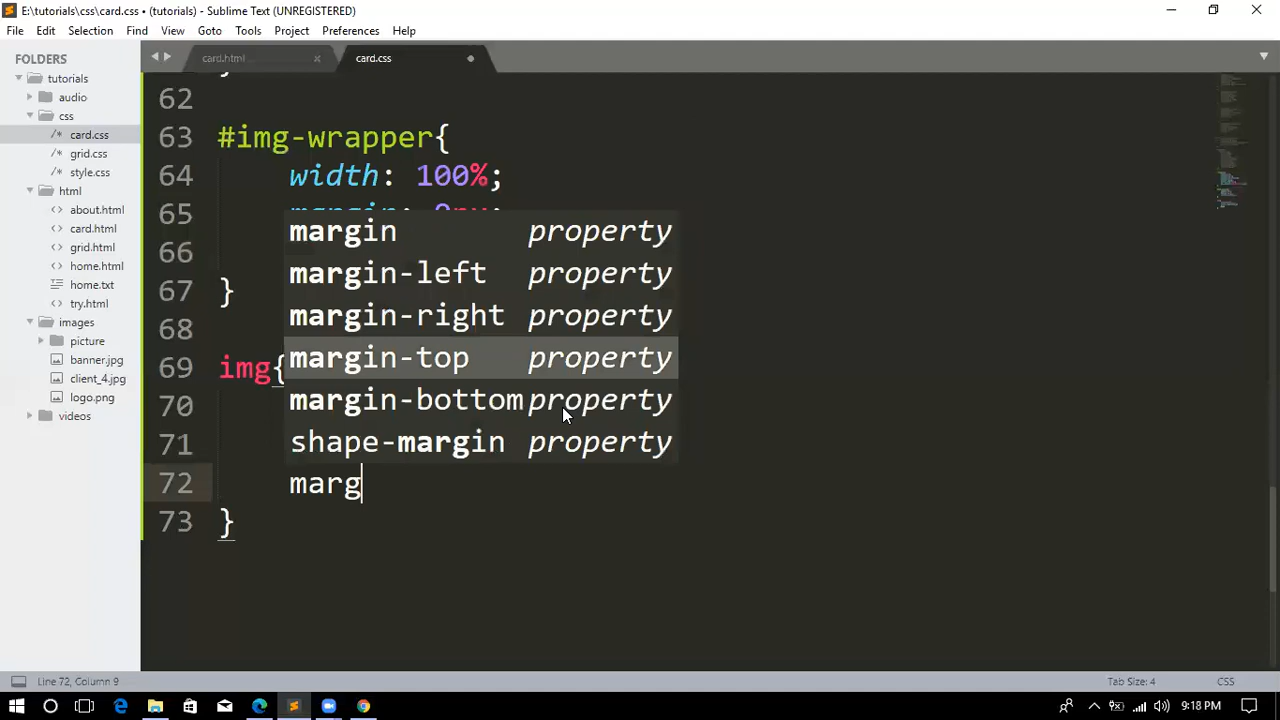 E:\tutorials\css\card.css • (tutorials) - Sublime Text (UNREGISTERED)
File Edit Selection Find View Goto Tools Project Preferences Help
FOLDERS
tutorials
audio
css
/* card.css
/* grid.css
/* style.css
html
<> about.html
<> card.html
<> grid.html
<> home.html
home.txt
<> try.html
images
picture
banner.jpg
client_4.jpg
logo.png
videos
card.html ×
card.css
62
63 #img-wrapper{
64 width: 100%;
65
66
67 }
68
69 img{
70
71
72 marg
73 }
margin property
margin-left property
margin-right property
margin-top property
margin-bottom property
shape-margin property
Line 72, Column 9
Tab Size: 4
CSS
9:18 PM